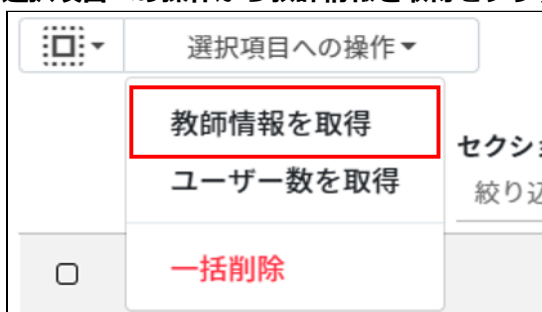 選択項目への操作
教師情報を取得
ユーザー数を取得
一括削除
セクショ
絞り込